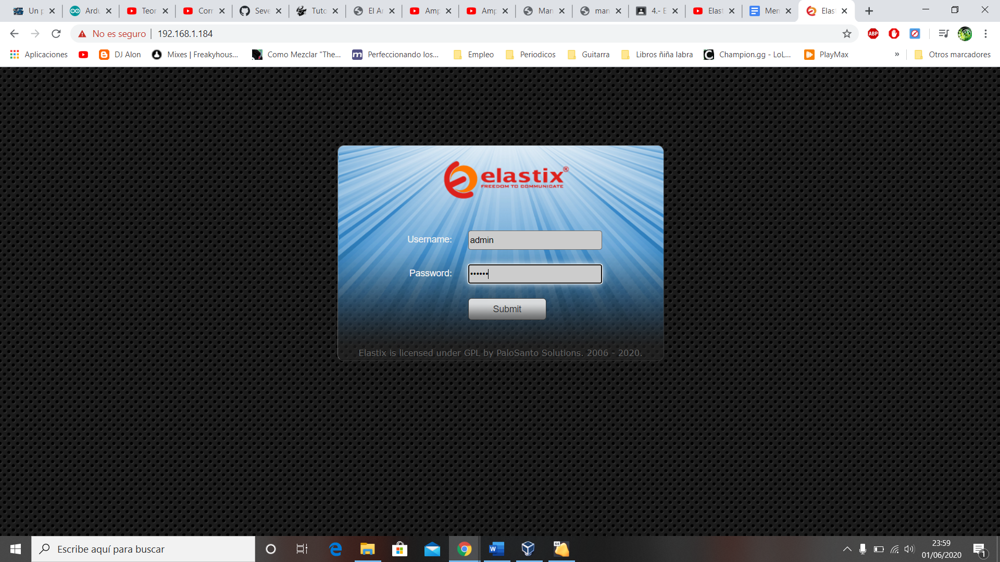 Un p
Ardu
Teor
Corr
Seve
Tuto
El Ar
Amp
Amp
Man
man
4.- E
Elast
Men
Elast
No es seguro | 192.168.1.184
ABP
Aplicaciones
DJ Alon
Mixes | Freakyhous...
Como Mezclar "The...
Perfeccionando los...
Empleo
Periodicos
Guitarra
Libros ñiña labra
Champion.gg - LoL...
PlayMax
»
Otros marcadores
elastix®
FREEDOM TO COMMUNICATE
Username: admin
Password: ••••••
Submit
Elastix is licensed under GPL by PaloSanto Solutions. 2006 - 2020.
Escribe aquí para buscar
64
23:59
01/06/2020
1